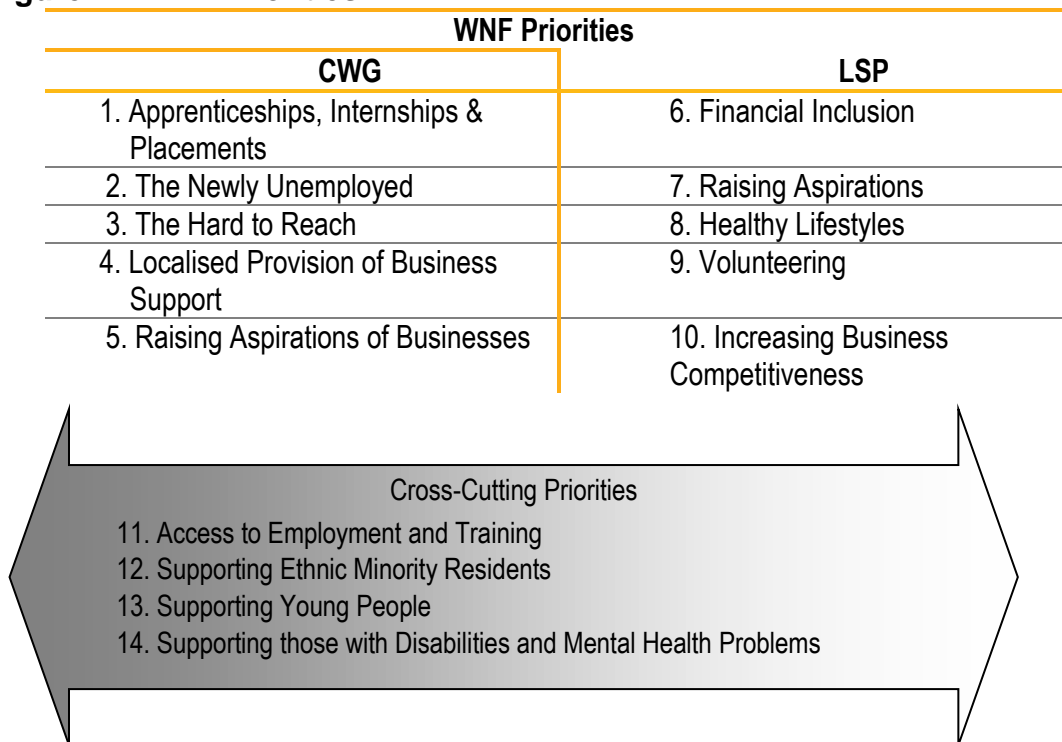 WNF Priorities
CWG
LSP
1. Apprenticeships, Internships &
Placements
6. Financial Inclusion
2. The Newly Unemployed
7. Raising Aspirations
3. The Hard to Reach
8. Healthy Lifestyles
4. Localised Provision of Business
Support
9. Volunteering
5. Raising Aspirations of Businesses
10. Increasing Business
Competitiveness
Cross-Cutting Priorities
11. Access to Employment and Training
12. Supporting Ethnic Minority Residents
13. Supporting Young People
14. Supporting those with Disabilities and Mental Health Problems